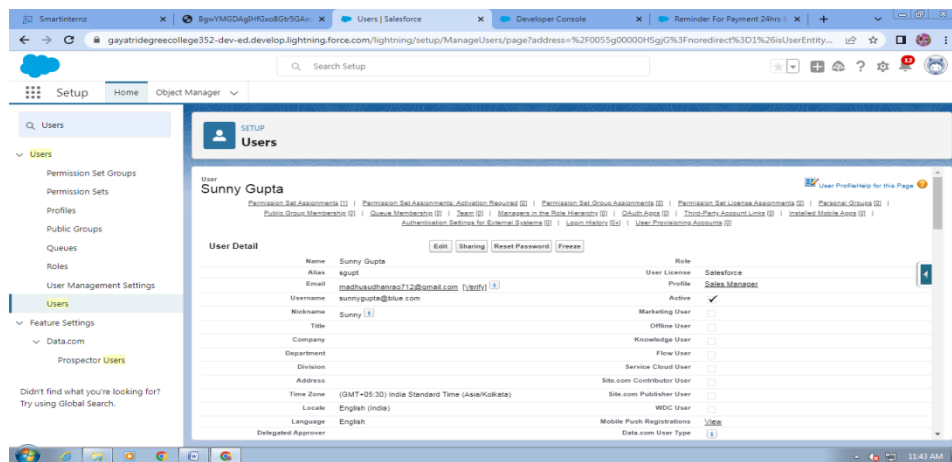 Smartinternz
BgwYMGDAgIHfGxoBGtr5GAe
Users | Salesforce
Developer Console
Reminder For Payment 24hrs
gayatridegreecollege352-dev-ed.develop.lightning.force.com/lightning/setup/ManageUsers/page?address=%2F0055g00000HSgjG%3Fnoredirect%3D1%26isUserEntity...
Search Setup
12
Setup Home Object Manager
Users
Users
Permission Set Groups
Permission Sets
Profiles
Public Groups
Queues
Roles
User Management Settings
Users
Feature Settings
Data.com
Prospector Users
Didn't find what you're looking for?
Try using Global Search.
SETUP
Users
User
Sunny Gupta
User Profile Help for this Page
Permission Set Assignments [1] | Permission Set Assignments: Activation Required [0] | Permission Set Group Assignments [0] | Permission Set License Assignments [0] | Personal Groups [0] |
Public Group Membership [0] | Queue Membership [0] | Team [0] | Managers in the Role Hierarchy [0] | OAuth Apps [0] | Third-Party Account Links [0] | Installed Mobile Apps [0] |
Authentication Settings for External Systems [0] | Login History [0+] | User Provisioning Accounts [0]
User Detail Edit Sharing Reset Password Freeze
Name Sunny Gupta Role
Alias sgupt User License Salesforce
Email madhusudhanrao712@gmail.com [Verify] Profile Sales Manager
Username sunnygupta@blue.com Active
Nickname Sunny Marketing User
Title Offline User
Company Knowledge User
Department Flow User
Division Service Cloud User
Address Site.com Contributor User
Time Zone (GMT+05:30) India Standard Time (Asia/Kolkata) Site.com Publisher User
Locale English (India) WDC User
Language English Mobile Push Registrations View
Delegated Approver Data.com User Type
11:43 AM